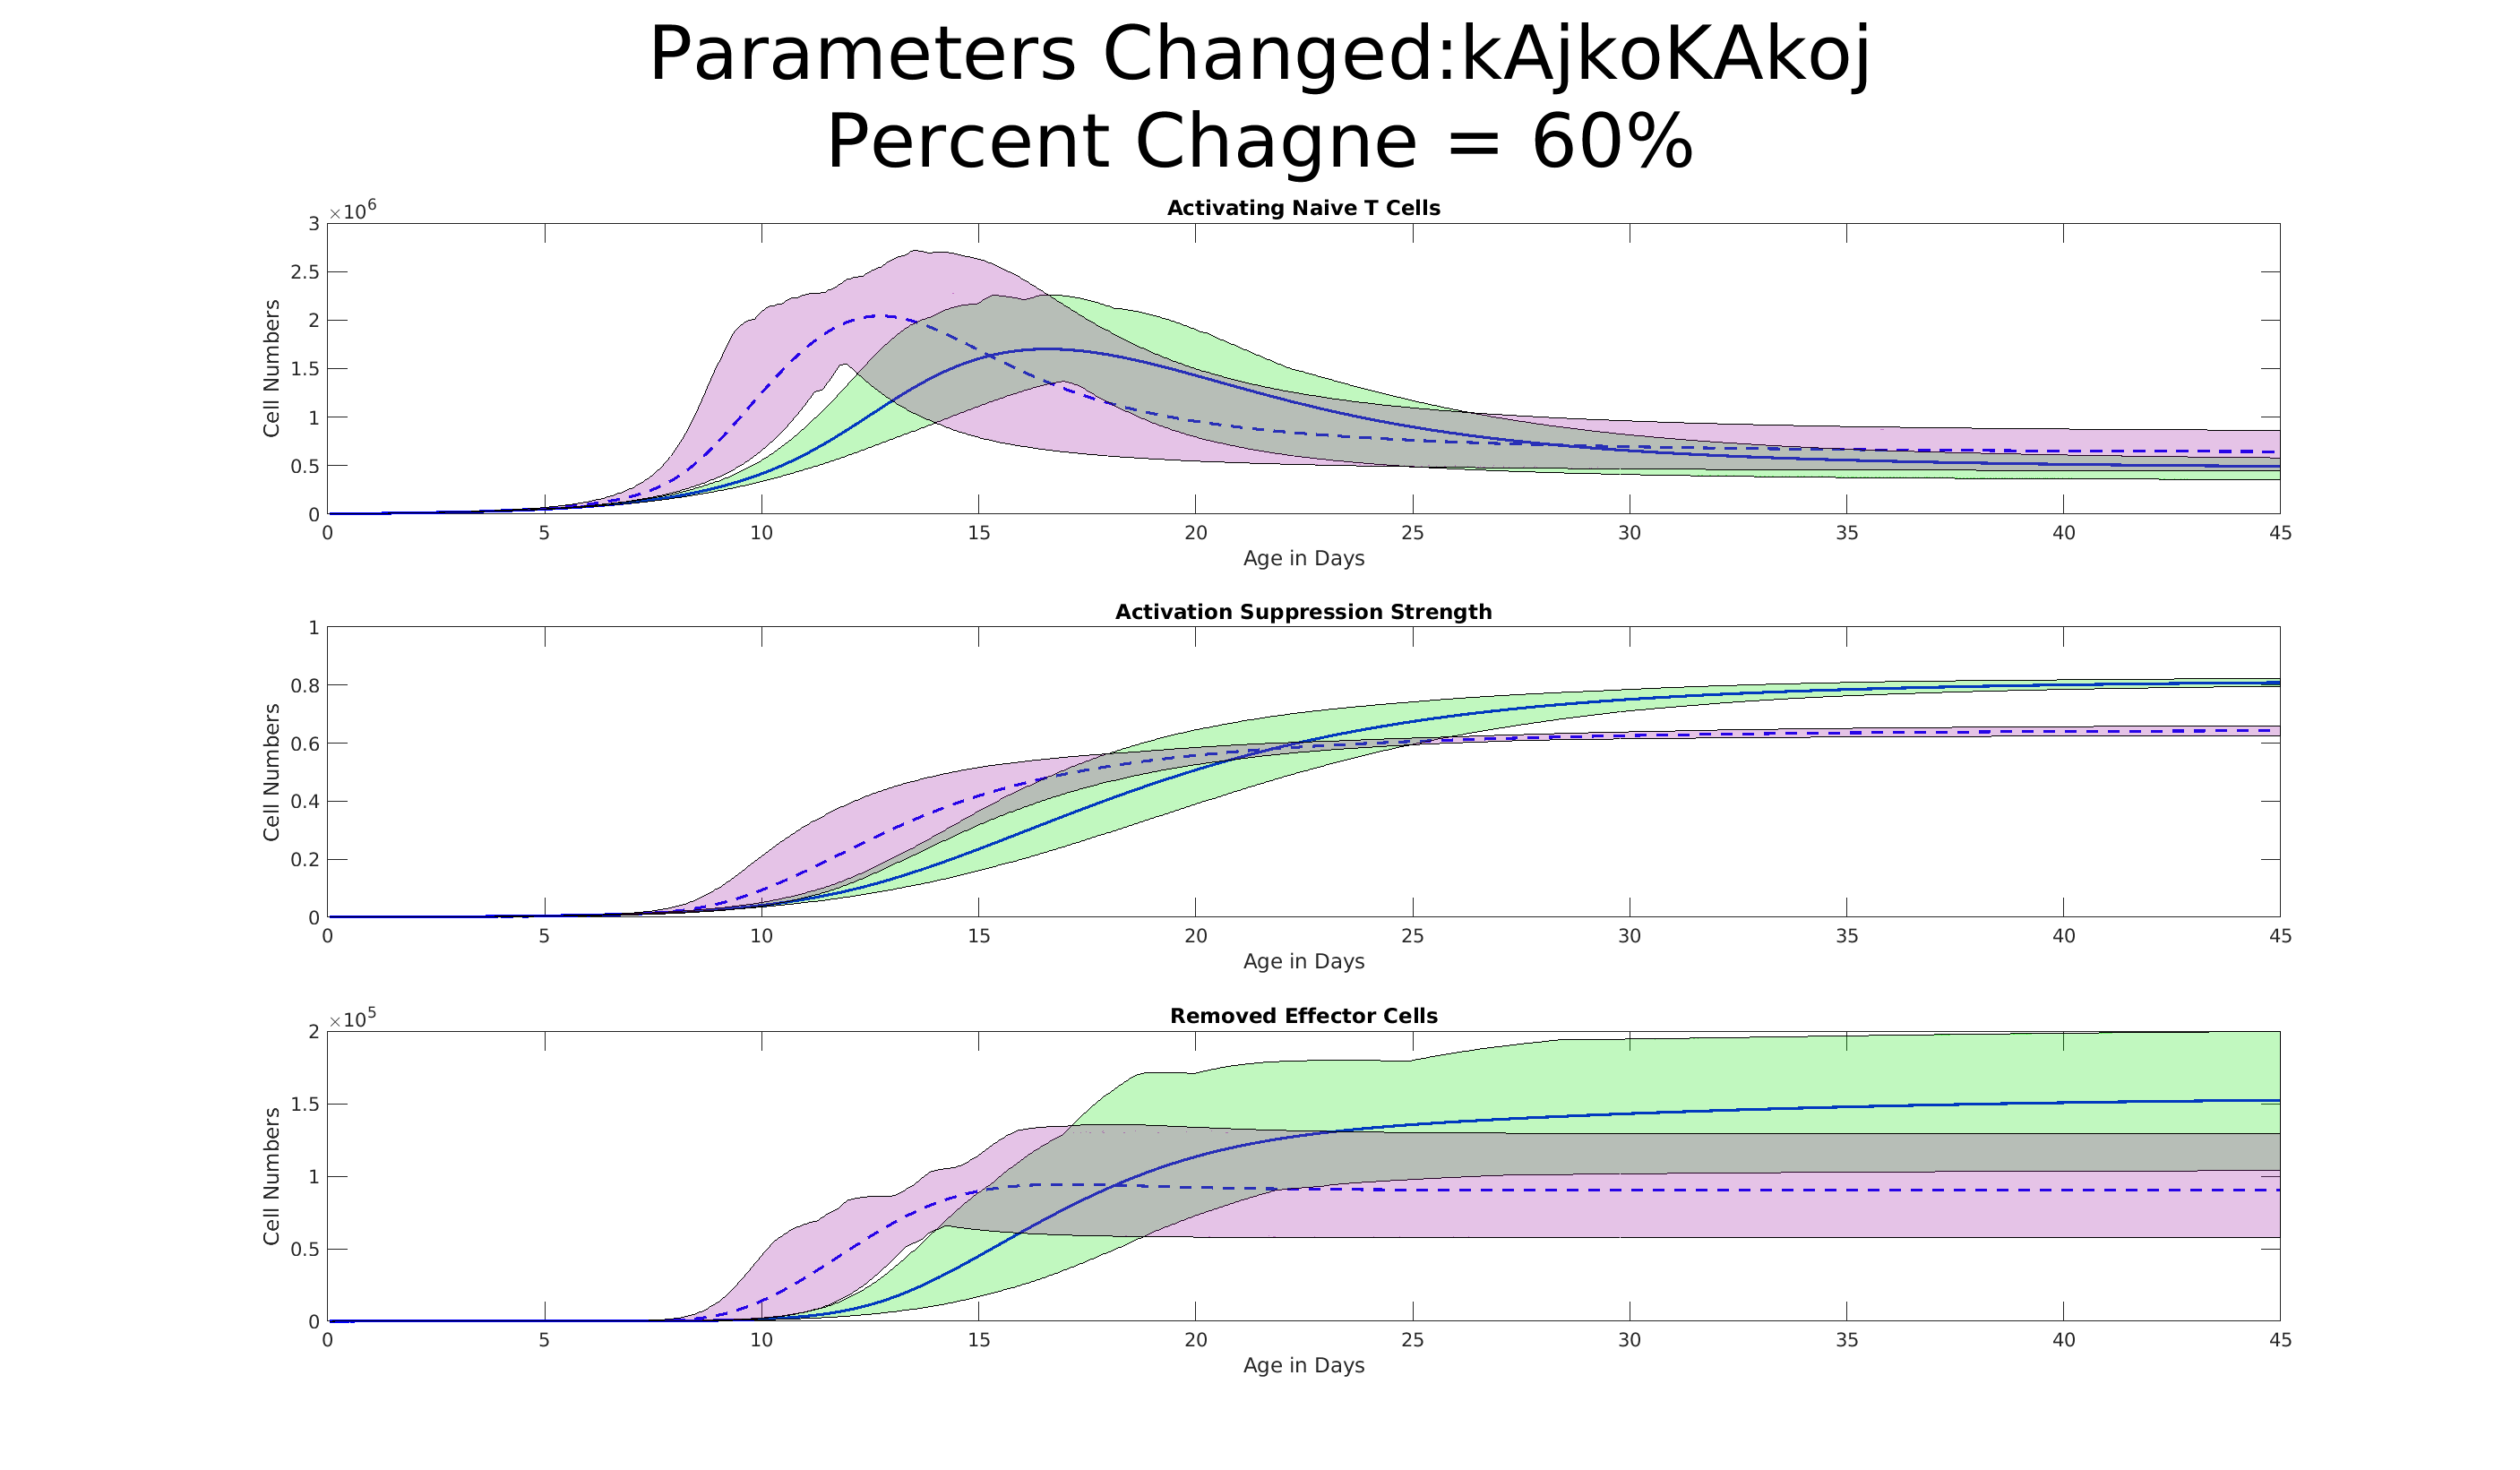 Parameters Changed:kAjkoKAkoj
Percent Chagne = 60%
Activating Naive T Cells
×10^6
3
2.5
2
1.5
1
0.5
0
Cell Numbers
0 5 10 15 20 25 30 35 40 45
Age in Days
Activation Suppression Strength
1
0.8
0.6
0.4
0.2
0
Cell Numbers
0 5 10 15 20 25 30 35 40 45
Age in Days
Removed Effector Cells
×10^5
2
1.5
1
0.5
0
Cell Numbers
0 5 10 15 20 25 30 35 40 45
Age in Days